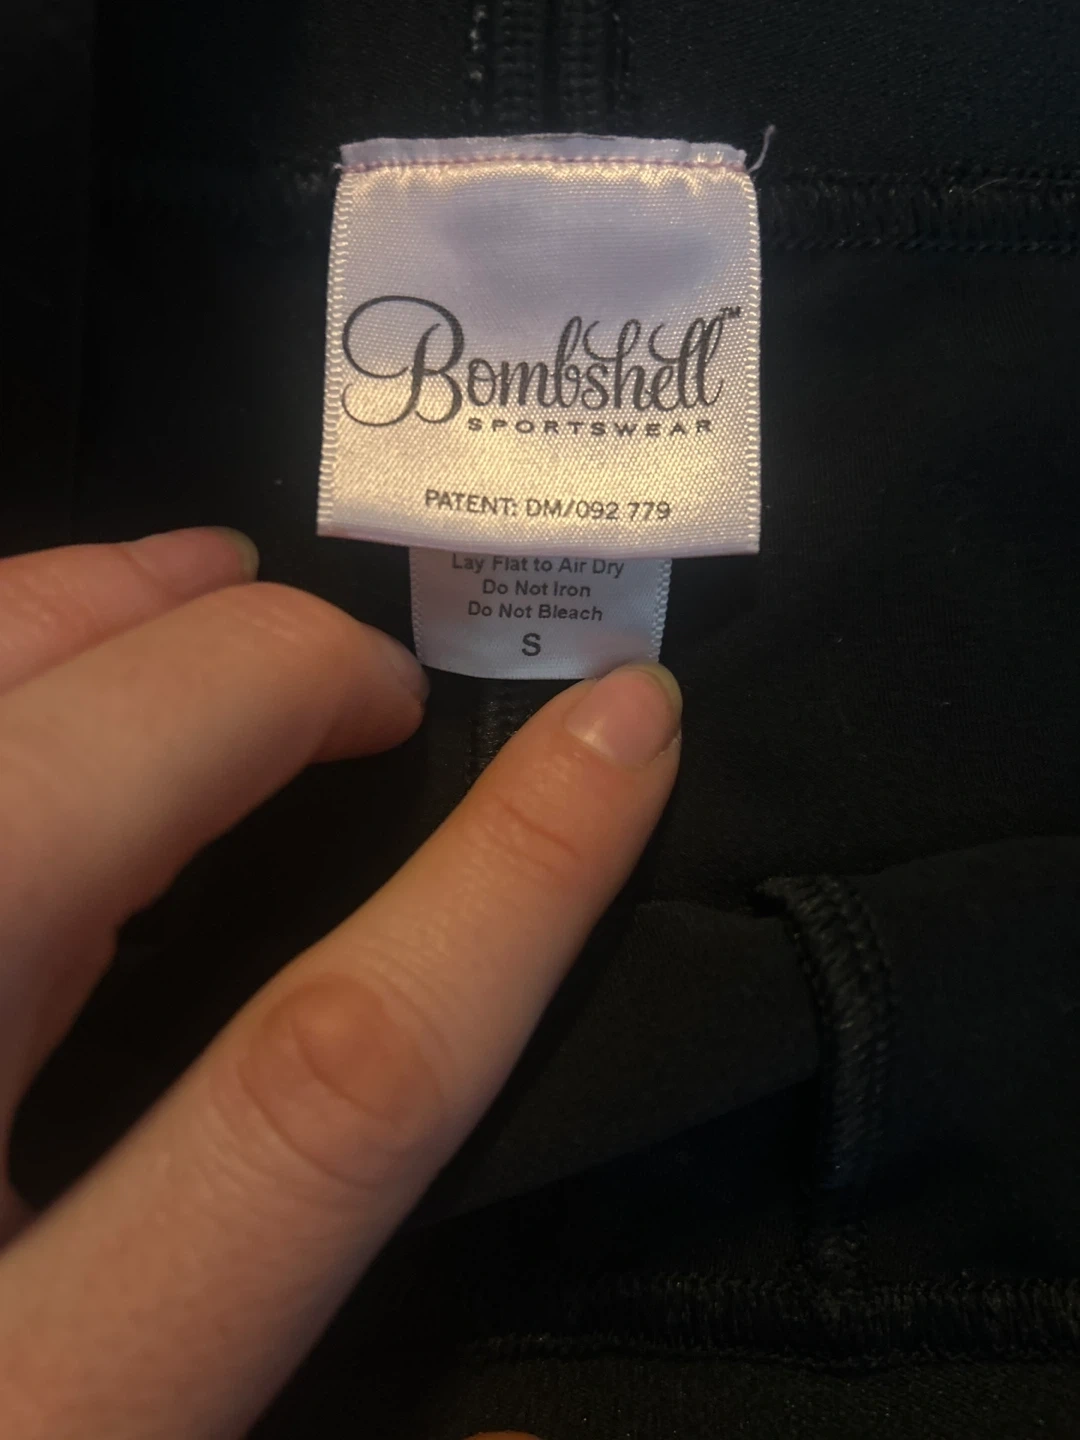 Bombshell™
SPORTSWEAR
PATENT: DM/092 779
Lay Flat to Air Dry
Do Not Iron
Do Not Bleach
S